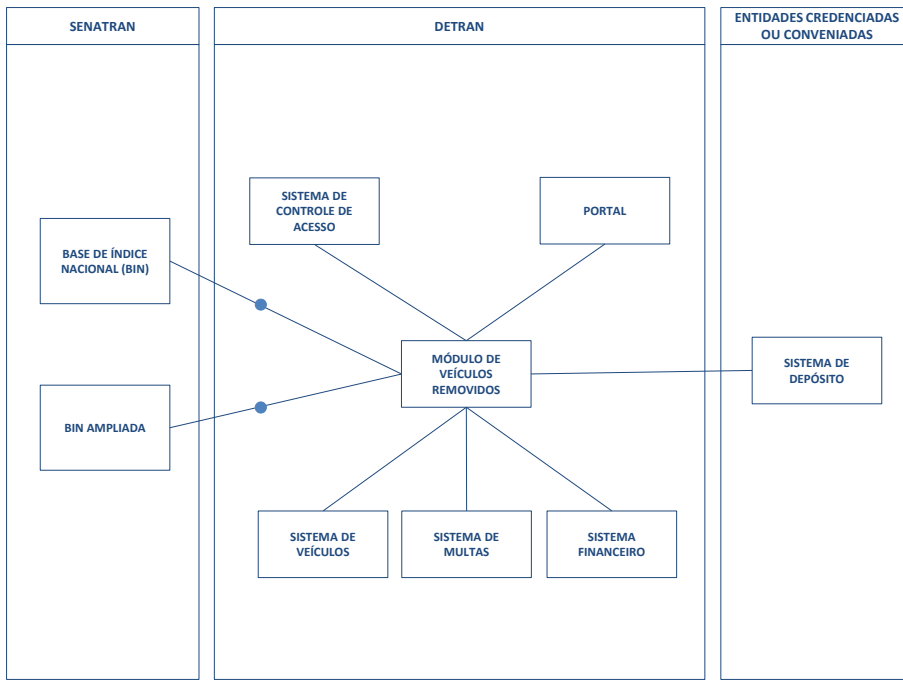 SENATRAN
DETRAN
ENTIDADES CREDENCIADAS
OU CONVENIADAS
SISTEMA DE
CONTROLE DE
ACESSO
PORTAL
BASE DE ÍNDICE
NACIONAL (BIN)
MÓDULO DE
VEÍCULOS
REMOVIDOS
SISTEMA DE
DEPÓSITO
BIN AMPLIADA
SISTEMA DE
VEÍCULOS
SISTEMA DE
MULTAS
SISTEMA
FINANCEIRO